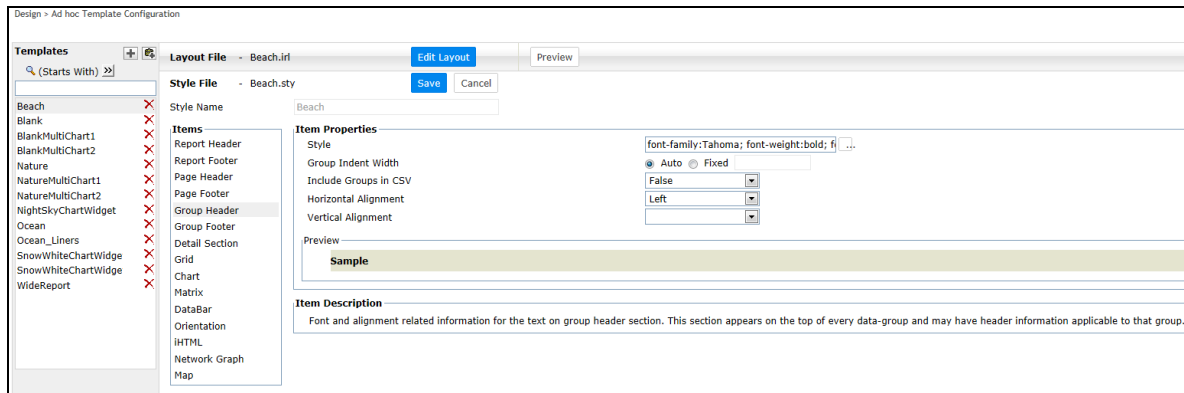 Design > Ad hoc Template Configuration
Templates
(Starts With)
Beach
Blank
BlankMultiChart1
BlankMultiChart2
Nature
NatureMultiChart1
NatureMultiChart2
NightSkyChartWidget
Ocean
Ocean_Liners
SnowWhiteChartWidge
SnowWhiteChartWidge
WideReport
Layout File - Beach.irl Edit Layout Preview
Style File - Beach.sty Save Cancel
Style Name Beach
Items
Report Header
Report Footer
Page Header
Page Footer
Group Header
Group Footer
Detail Section
Grid
Chart
Matrix
DataBar
Orientation
iHTML
Network Graph
Map
Item Properties
Style font-family:Tahoma; font-weight:bold; ...
Group Indent Width Auto Fixed
Include Groups in CSV False
Horizontal Alignment Left
Vertical Alignment
Preview
Sample
Item Description
Font and alignment related information for the text on group header section. This section appears on the top of every data-group and may have header information applicable to that group.